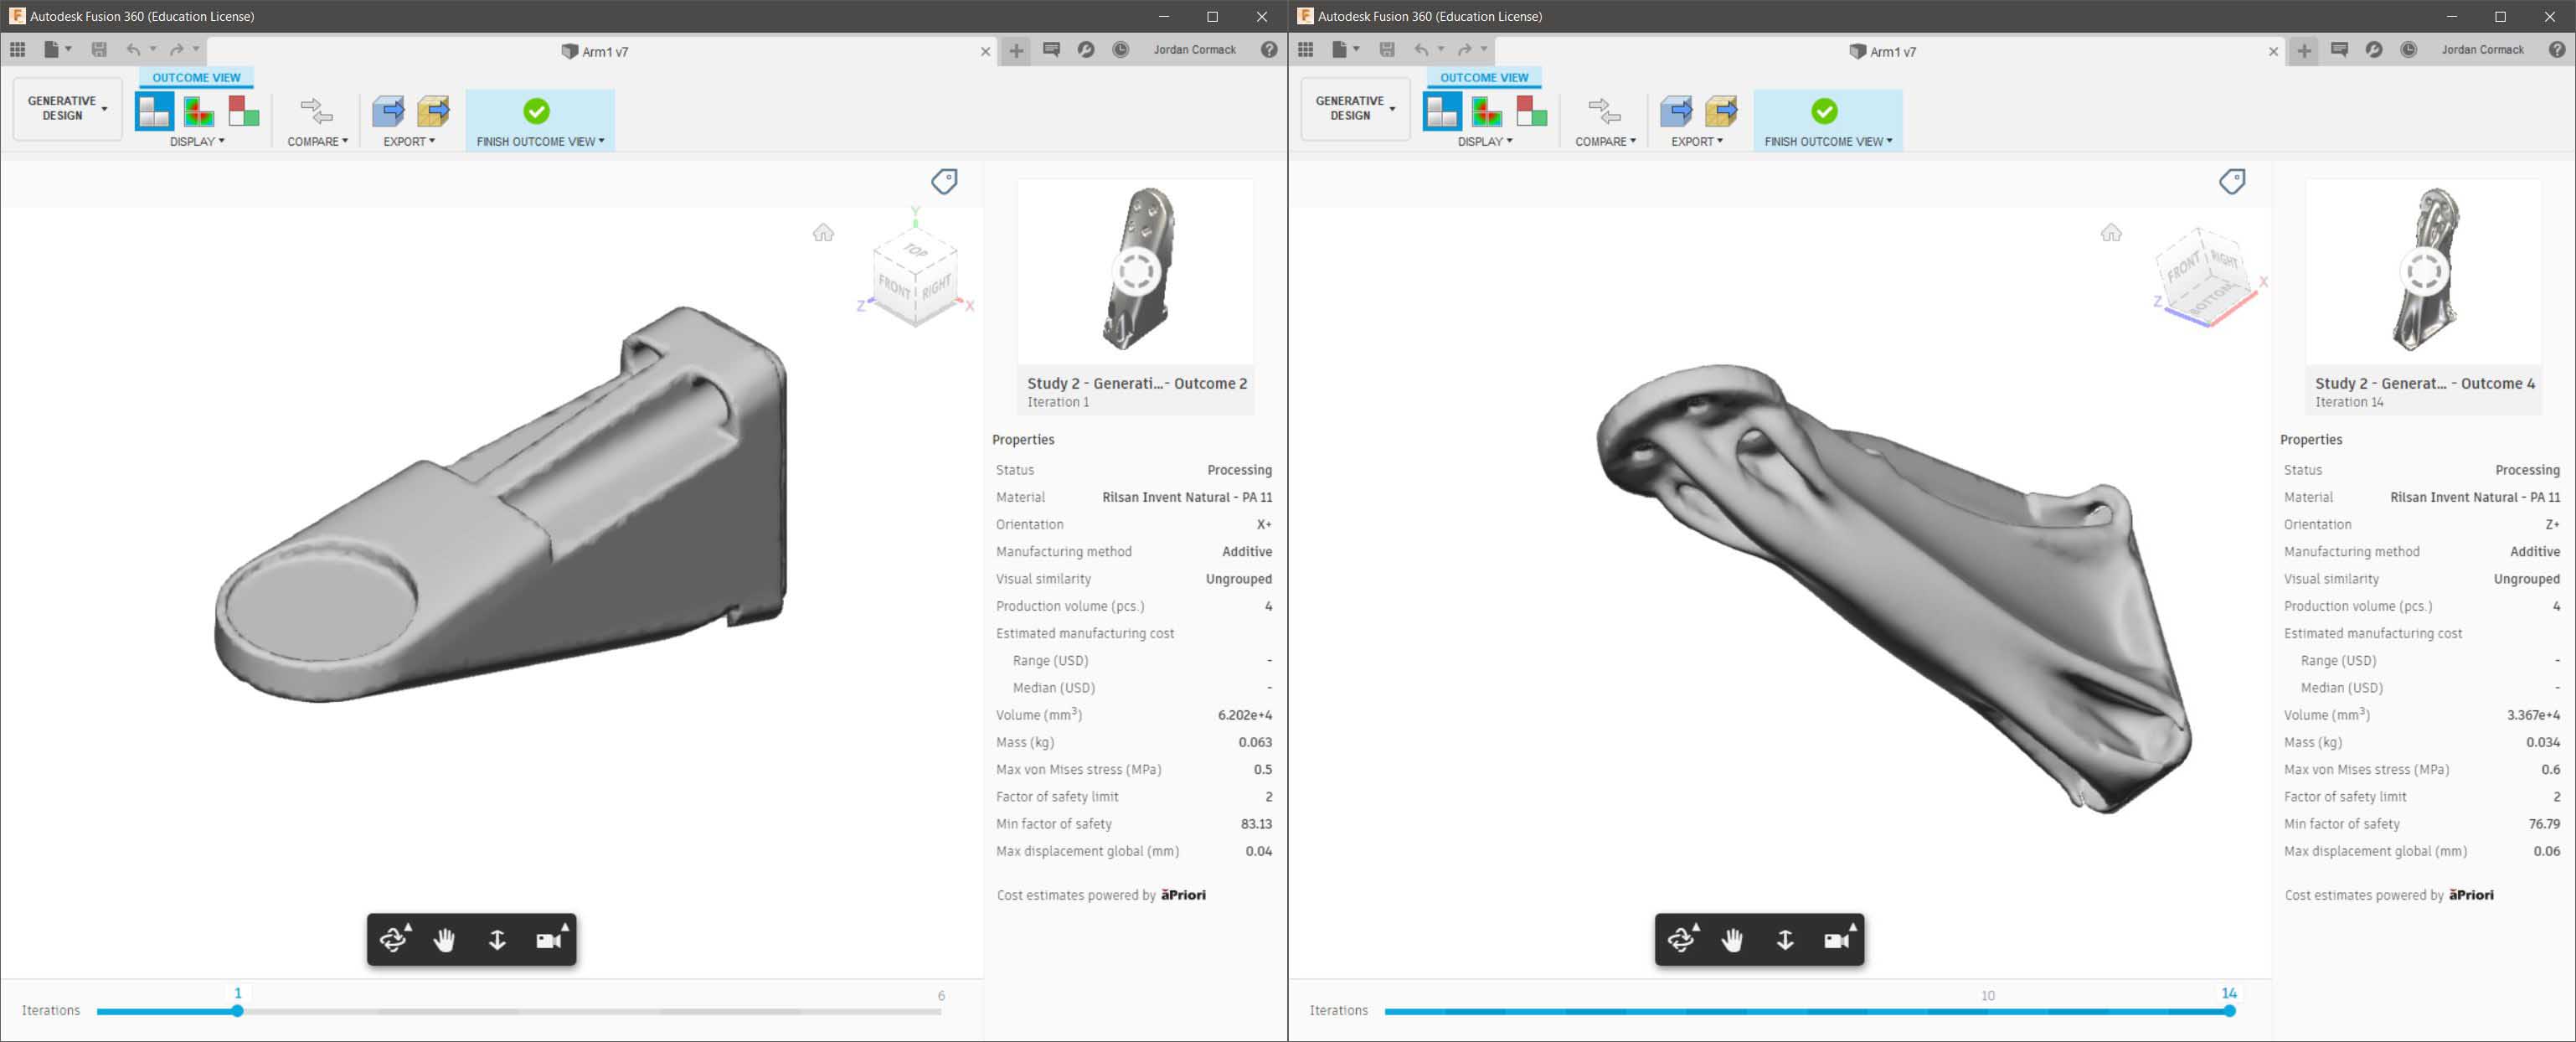 Autodesk Fusion 360 (Education License)
Arm1 v7
Jordan Cormack
OUTCOME VIEW
GENERATIVE
DESIGN
DISPLAY
COMPARE
EXPORT
FINISH OUTCOME VIEW
Y
TOP
FRONT
RIGHT
Z
X
Study 2 - Generati...- Outcome 2
Iteration 1
Properties
Status Processing
Material Rilsan Invent Natural - PA 11
Orientation X+
Manufacturing method Additive
Visual similarity Ungrouped
Production volume (pcs.) 4
Estimated manufacturing cost
Range (USD) -
Median (USD) -
Volume (mm³) 6.202e+4
Mass (kg) 0.063
Max von Mises stress (MPa) 0.5
Factor of safety limit 2
Min factor of safety 83.13
Max displacement global (mm) 0.04
Cost estimates powered by aPriori
1
6
Iterations
Autodesk Fusion 360 (Education License)
Arm1 v7
Jordan Cormack
OUTCOME VIEW
GENERATIVE
DESIGN
DISPLAY
COMPARE
EXPORT
FINISH OUTCOME VIEW
FRONT
RIGHT
BOTTOM
Z
X
Study 2 - Generat... - Outcome 4
Iteration 14
Properties
Status Processing
Material Rilsan Invent Natural - PA 11
Orientation Z+
Manufacturing method Additive
Visual similarity Ungrouped
Production volume (pcs.) 4
Estimated manufacturing cost
Range (USD) -
Median (USD) -
Volume (mm³) 3.367e+4
Mass (kg) 0.034
Max von Mises stress (MPa) 0.6
Factor of safety limit 2
Min factor of safety 76.79
Max displacement global (mm) 0.06
Cost estimates powered by aPriori
10
14
Iterations